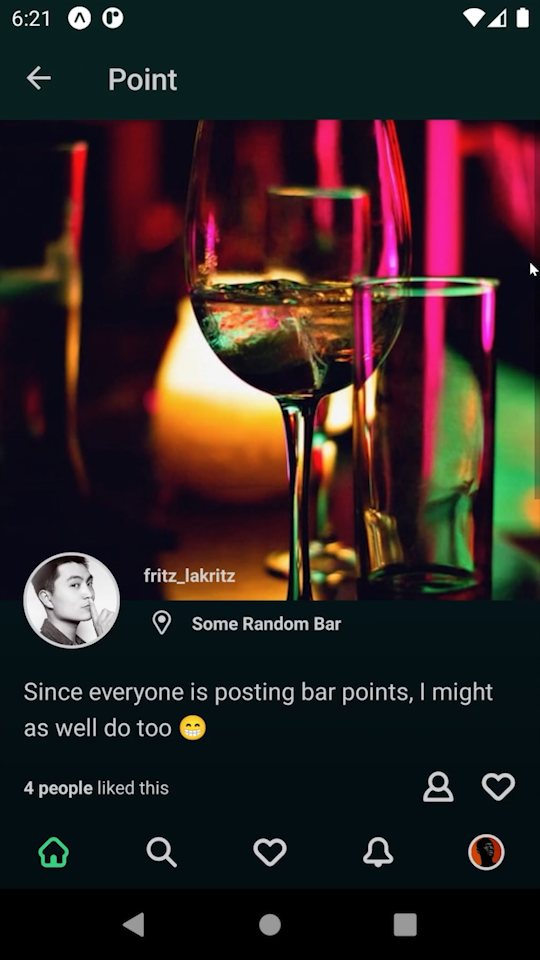 6:21
Point
fritz_lakritz
Some Random Bar
Since everyone is posting bar points, I might
as well do too 😁
4 people liked this